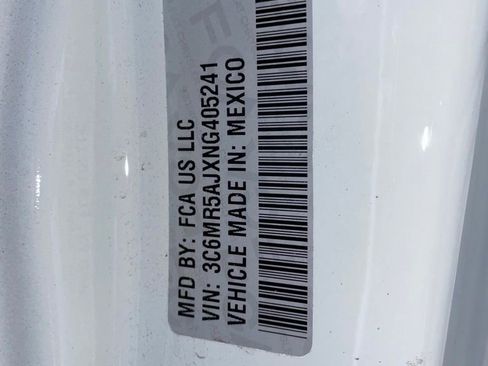 MFD BY: FCA US LLC
VIN: 3C6MR5AJXNG405241
VEHICLE MADE IN: MEXICO